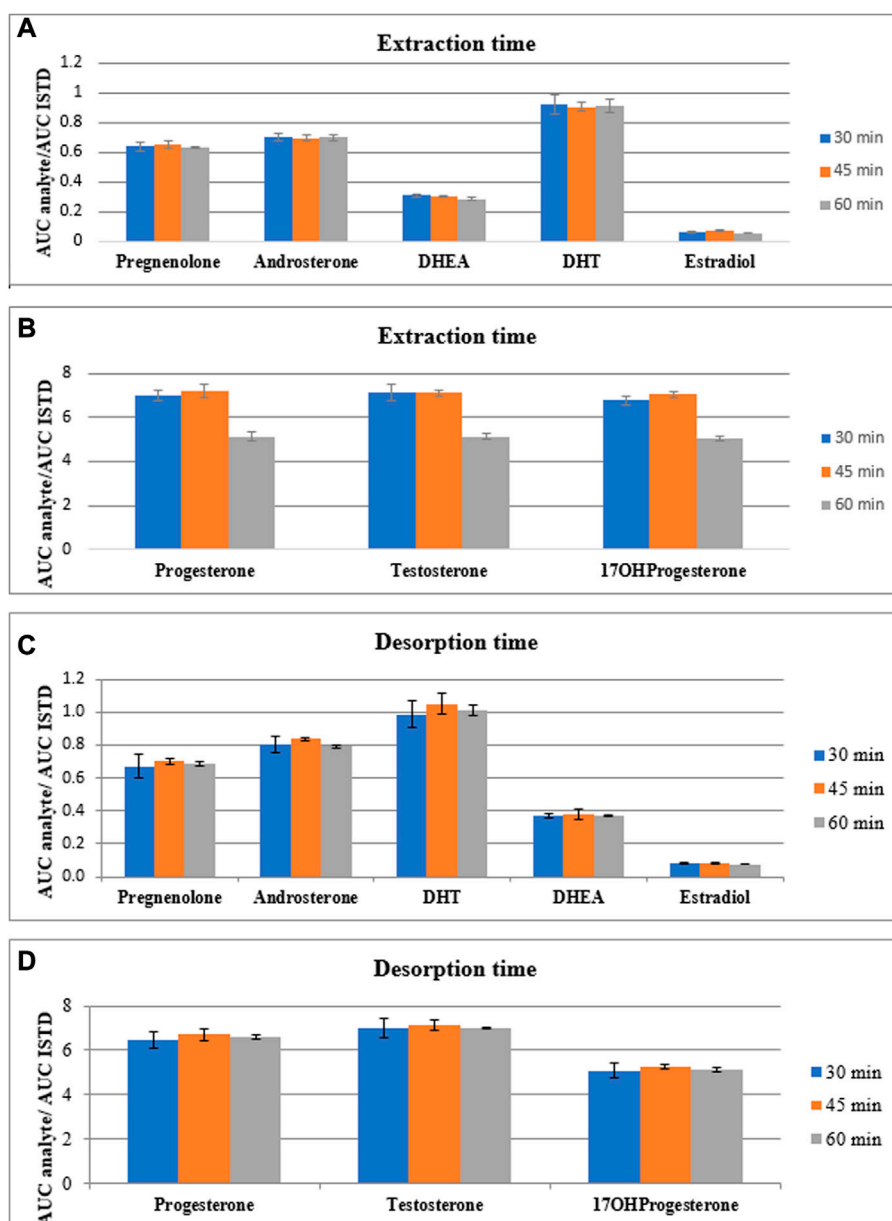 A
Extraction time
AUC analyte/AUC ISTD
1.2
1
0.8
0.6
0.4
0.2
0
Pregnenolone Androsterone DHEA DHT Estradiol
30 min
45 min
60 min
B
Extraction time
AUC analyte/AUC ISTD
8
6
4
2
0
Progesterone Testosterone 17OHProgesterone
30 min
45 min
60 min
C
Desorption time
AUC analyte/ AUC ISTD
1.2
1.0
0.8
0.6
0.4
0.2
0.0
Pregnenolone Androsterone DHT DHEA Estradiol
30 min
45 min
60 min
D
Desorption time
AUC analyte/ AUC ISTD
8
6
4
2
0
Progesterone Testosterone 17OHProgesterone
30 min
45 min
60 min